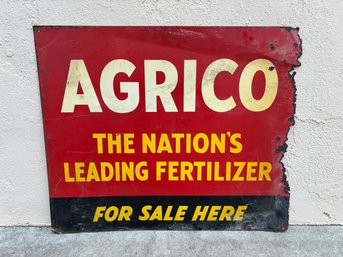 AGRICO
THE NATION'S
LEADING FERTILIZER
FOR SALE HERE